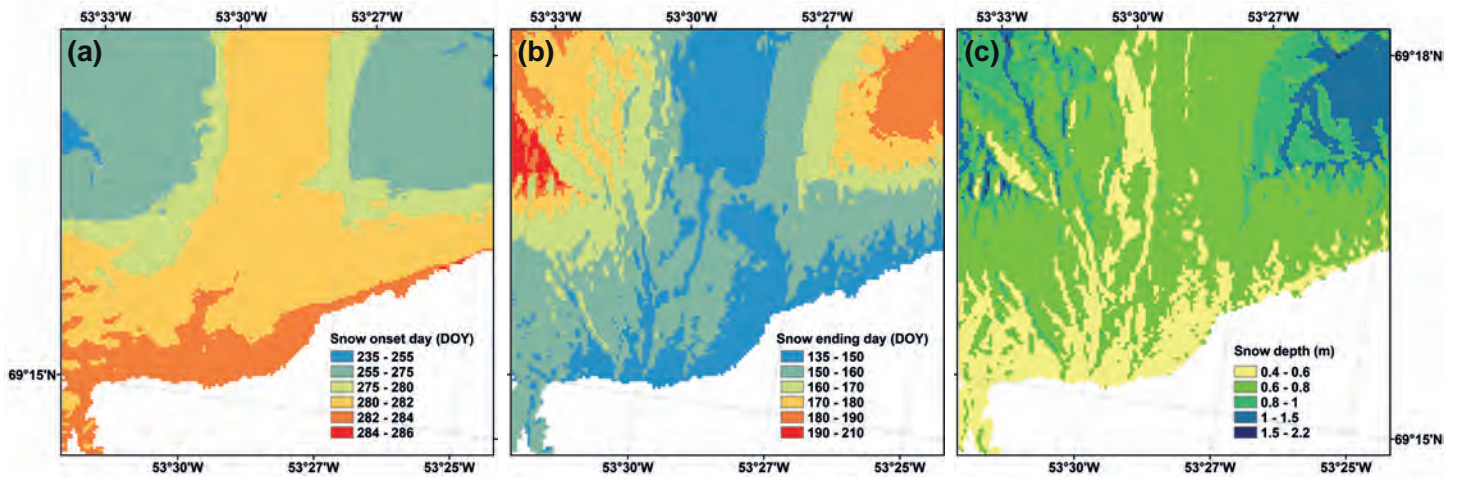 53°30'W 53°27'W 53°33'W 53°30'W 53°27'W 53°33'W 53°30'W 53°27'W
(a) (b) (c)
69°18'N
Snow onset day (DOY)
235 - 255
255 - 275
275 - 280
280 - 282
282 - 284
284 - 286
Snow ending day (DOY)
135 - 150
150 - 160
160 - 170
170 - 180
180 - 190
190 - 210
Snow depth (m)
0.4 - 0.6
0.6 - 0.8
0.8 - 1
1 - 1.5
1.5 - 2.2
69°15'N
69°15'N
53°30'W 53°27'W 53°25'W 53°30'W 53°27'W 53°25'W 53°30'W 53°27'W 53°25'W